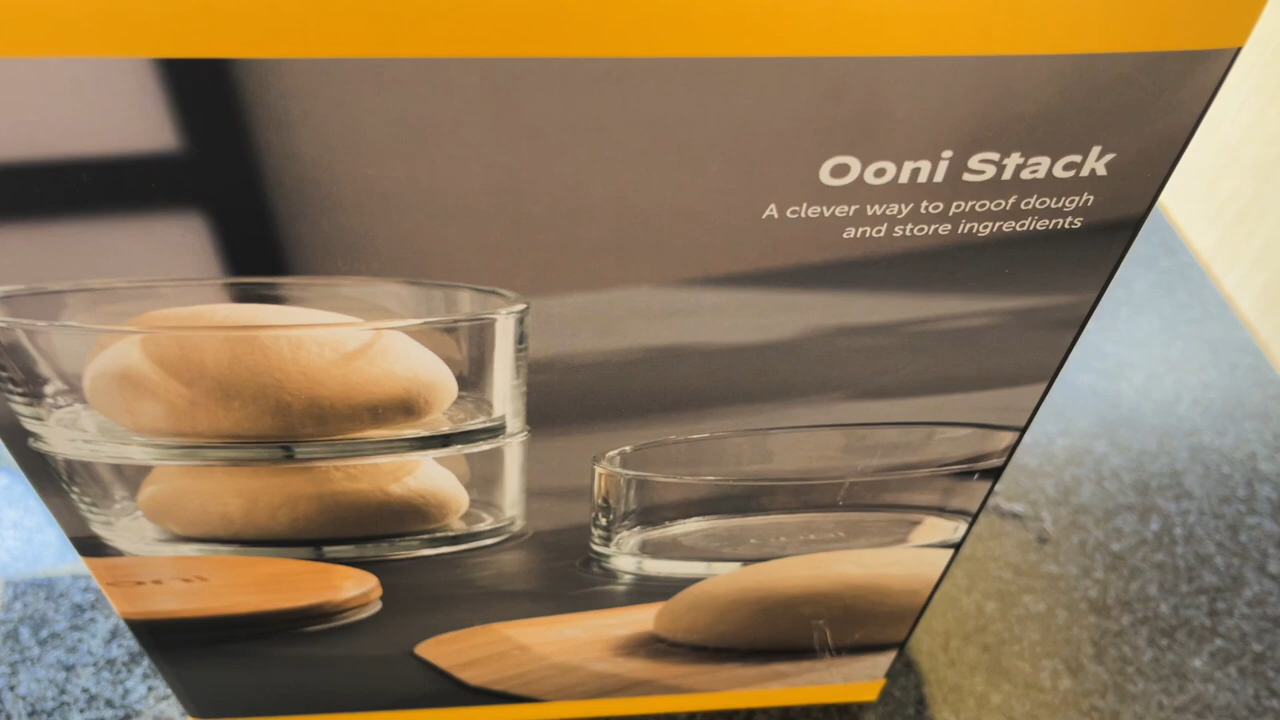 Ooni Stack
A clever way to proof dough
and store ingredients